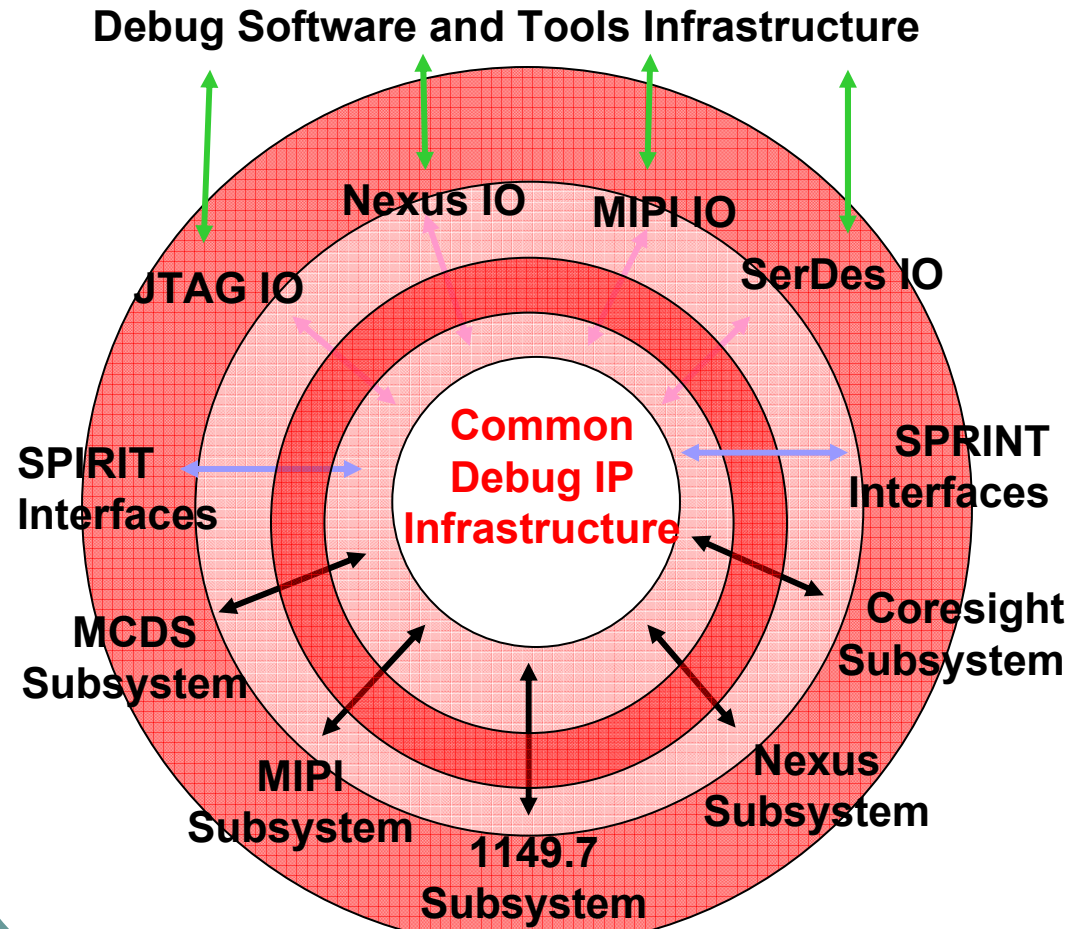 Debug Software and Tools Infrastructure
Nexus IO
MIPI IO
JTAG IO
SerDes IO
Common
Debug IP
Infrastructure
SPIRIT
Interfaces
SPRINT
Interfaces
MCDS
Subsystem
Coresight
Subsystem
MIPI
Subsystem
Nexus
Subsystem
1149.7
Subsystem